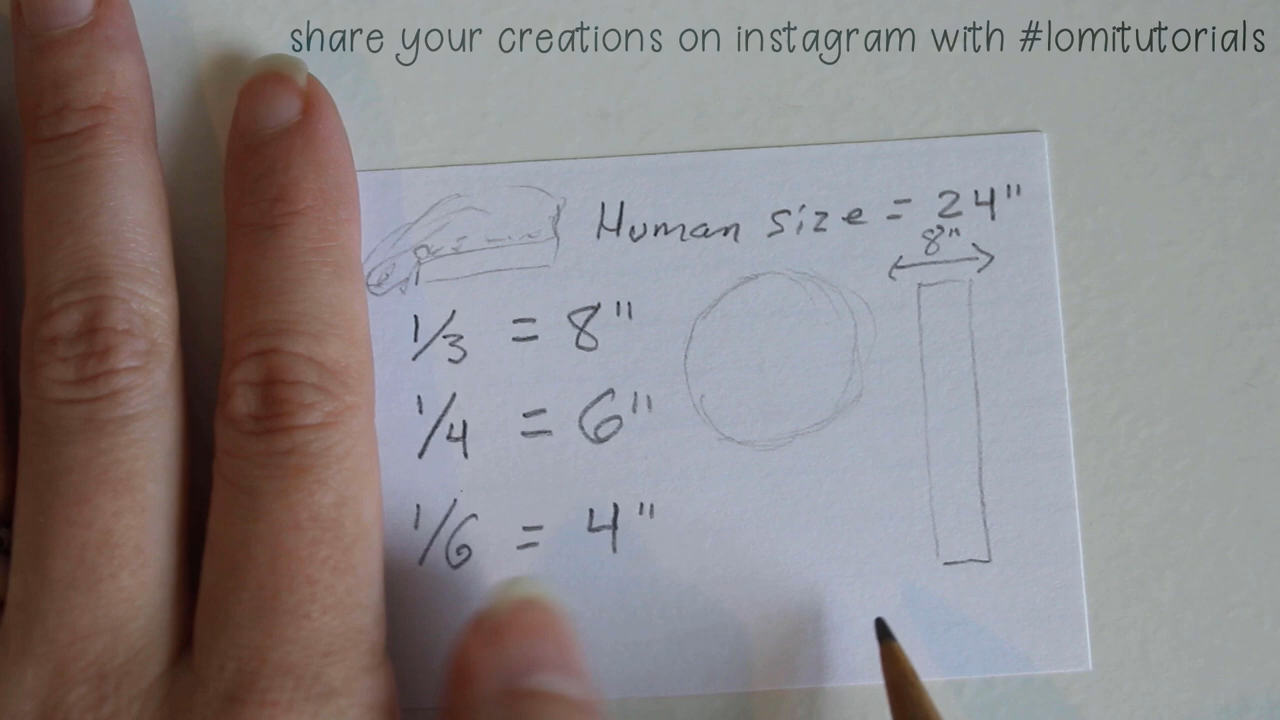 share your creations on instagram with #lomitutorials
Human size = 24"
8"
1/3 = 8"
1/4 = 6"
1/6 = 4"